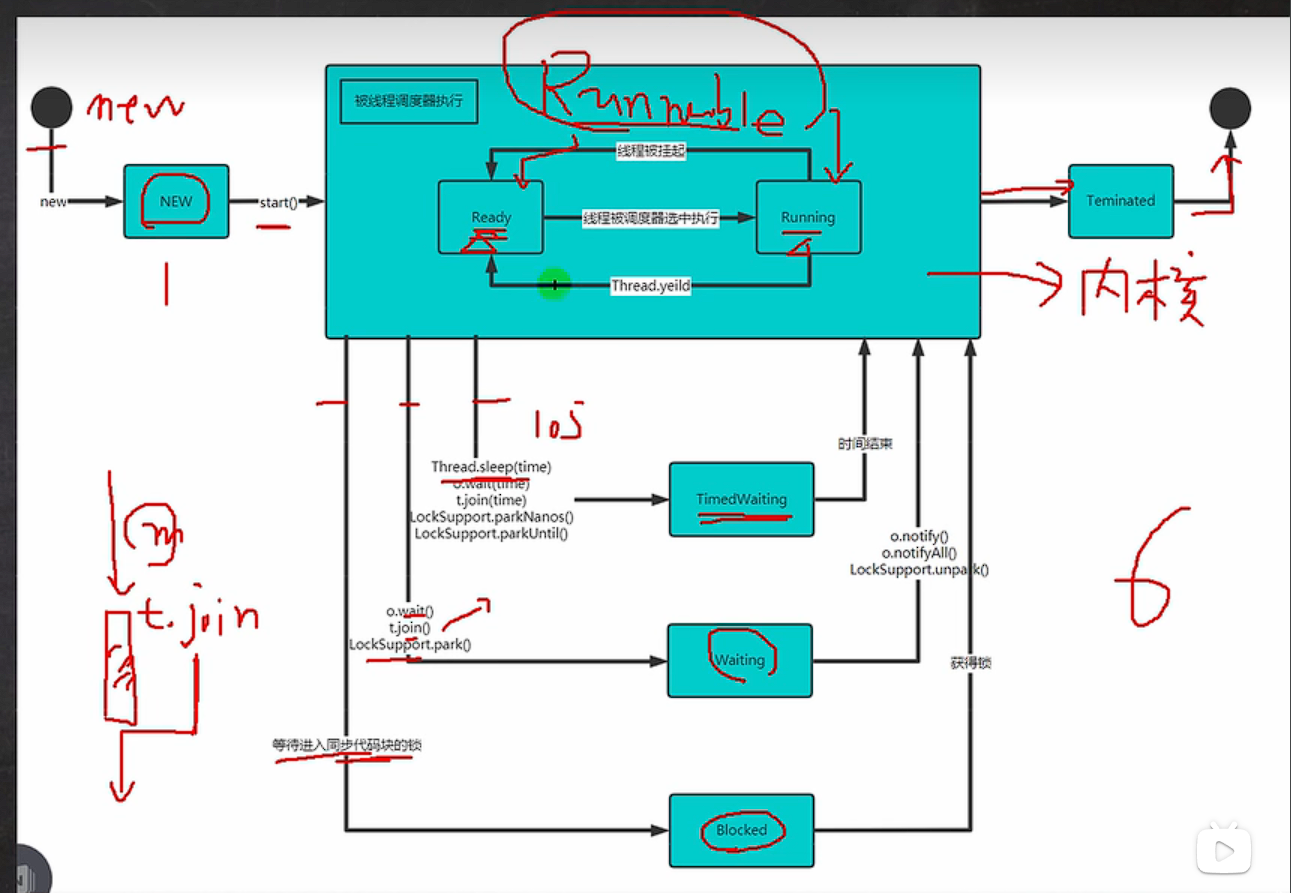 new
Runnable
被线程调度器执行
线程被挂起
new
NEW
start()
Ready
线程被调度器选中执行
Running
Teminated
Thread.yeild
内核
1
10s
时间结束
Thread.sleep(time)
o.wait(time)
t.join(time)
LockSupport.parkNanos()
LockSupport.parkUntil()
TimedWaiting
m
o.notify()
o.notifyAll()
LockSupport.unpark()
6
t.join
o.wait()
t.join()
LockSupport.park()
Waiting
获得锁
等待进入同步代码块的锁
Blocked